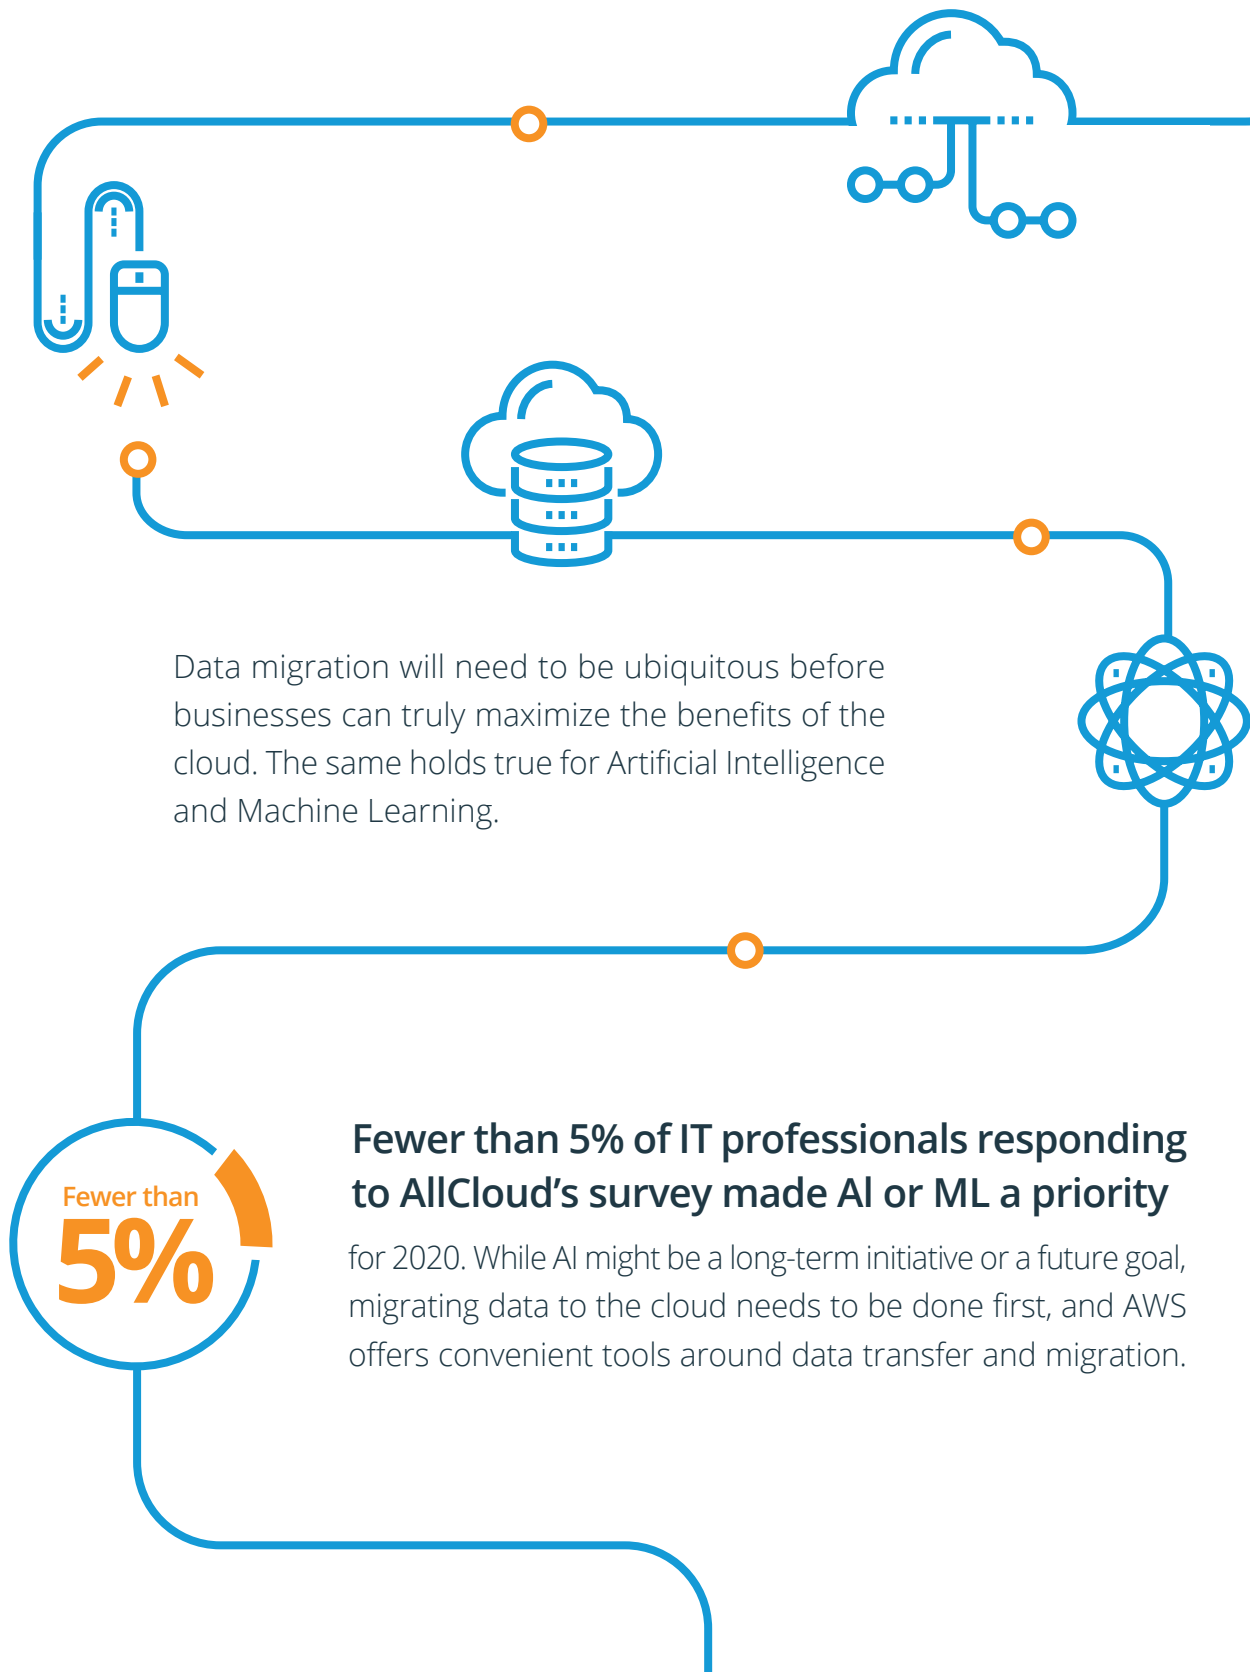 Data migration will need to be ubiquitous before
businesses can truly maximize the benefits of the
cloud. The same holds true for Artificial Intelligence
and Machine Learning.
Fewer than
5%
Fewer than 5% of IT professionals responding
to AllCloud’s survey made AI or ML a priority
for 2020. While AI might be a long-term initiative or a future goal,
migrating data to the cloud needs to be done first, and AWS
offers convenient tools around data transfer and migration.